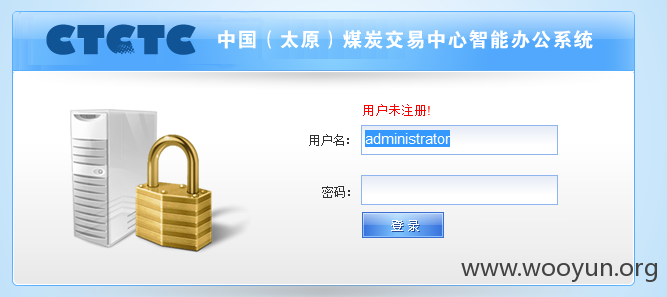 CTCTC 中国（太原）煤炭交易中心智能办公系统
用户未注册!
用户名: administrator
密码:
登 录
www.wooyun.org